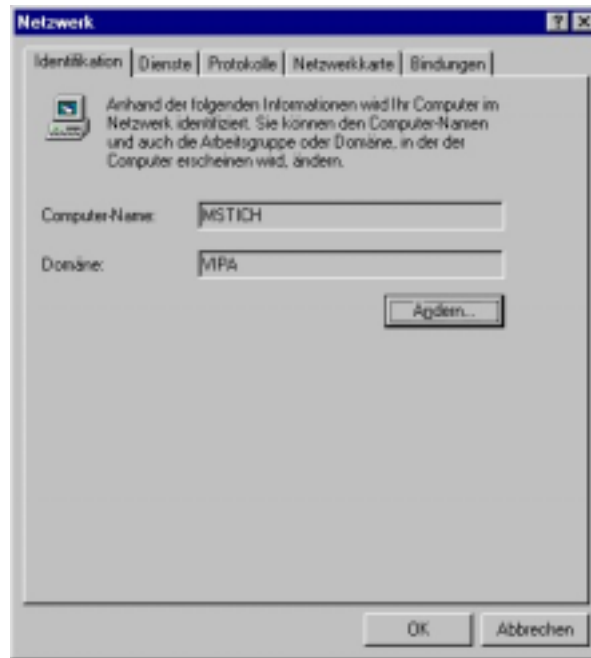 Netzwerk
Identifikation Dienste Protokolle Netzwerkkarte Bindungen
Anhand der folgenden Informationen wird Ihr Computer im
Netzwerk identifiziert. Sie können den Computer-Namen
und auch die Arbeitsgruppe oder Domäne, in der der
Computer erscheinen wird, ändern.
Computer-Name: MSTICH
Domäne: VIPA
Ändern...
OK Abbrechen